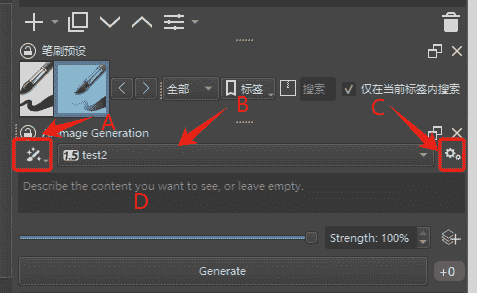 笔刷预设
全部 标签 搜索 仅在当前标签内搜索
A B C
AI Image Generation
1.5 test2
Describe the content you want to see, or leave empty.
D
Strength: 100%
Generate +0